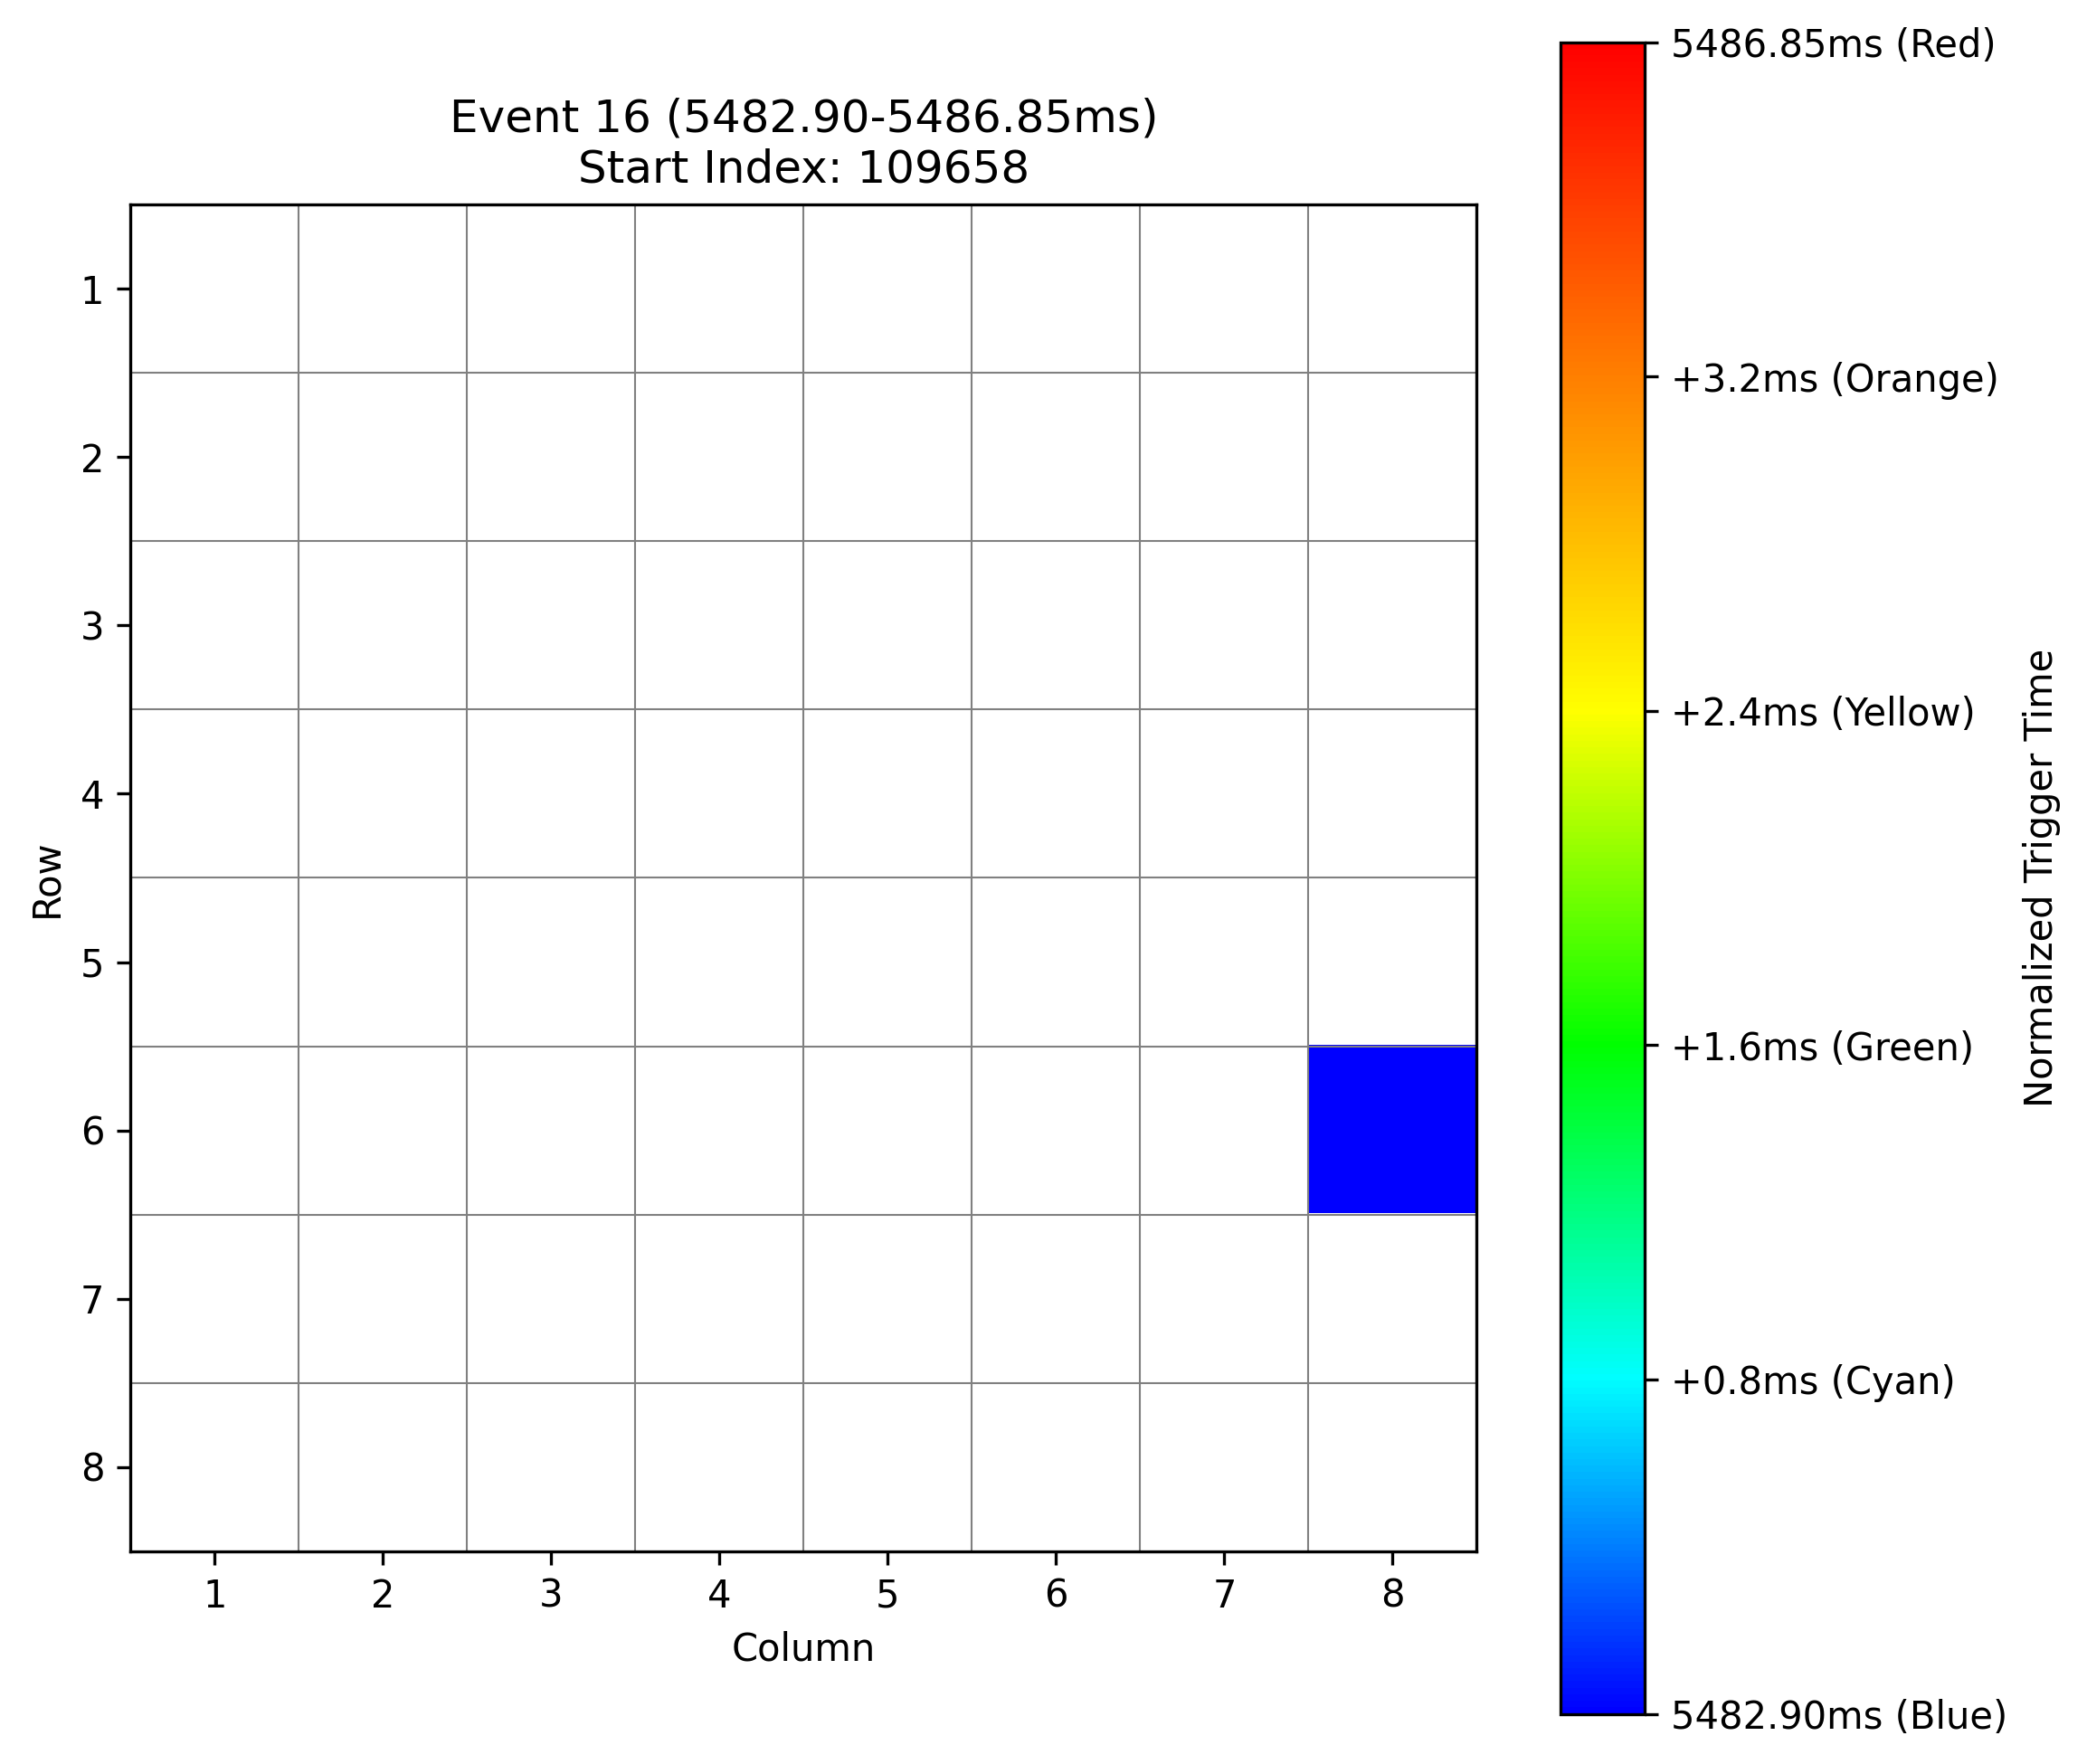 Event 16 (5482.90-5486.85ms)
Start Index: 109658
Row
1
2
3
4
5
6
7
8
1 2 3 4 5 6 7 8
Column
5486.85ms (Red)
+3.2ms (Orange)
+2.4ms (Yellow)
+1.6ms (Green)
+0.8ms (Cyan)
5482.90ms (Blue)
Normalized Trigger Time